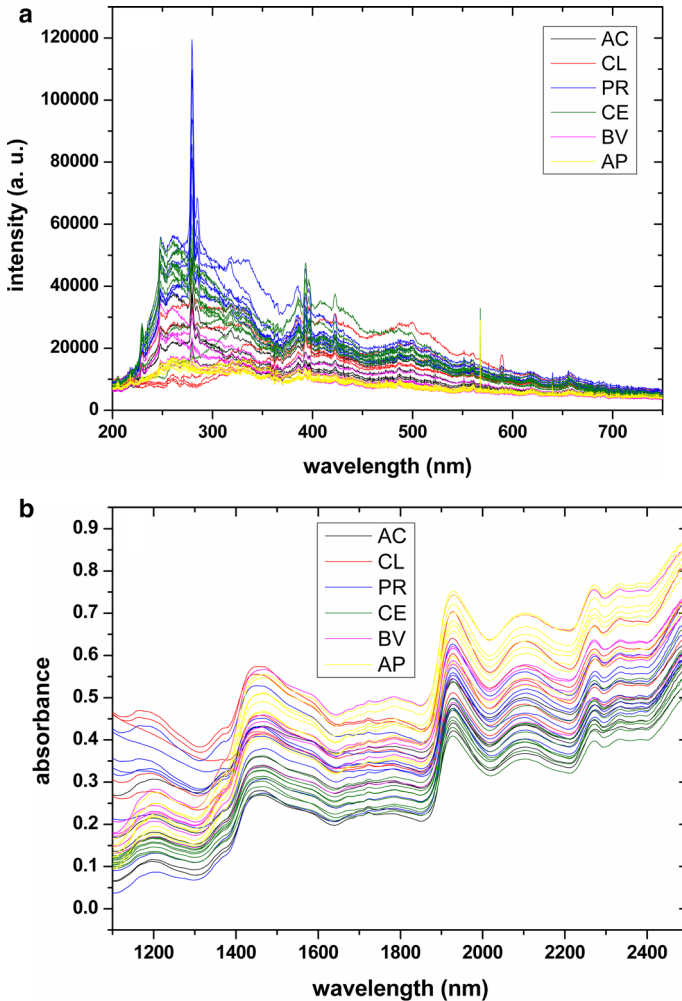 a
120000
100000
80000
60000
40000
20000
0
intensity (a. u.)
AC
CL
PR
CE
BV
AP
200 300 400 500 600 700
wavelength (nm)
b
0.9
0.8
0.7
0.6
0.5
0.4
0.3
0.2
0.1
0.0
absorbance
AC
CL
PR
CE
BV
AP
1200 1400 1600 1800 2000 2200 2400
wavelength (nm)